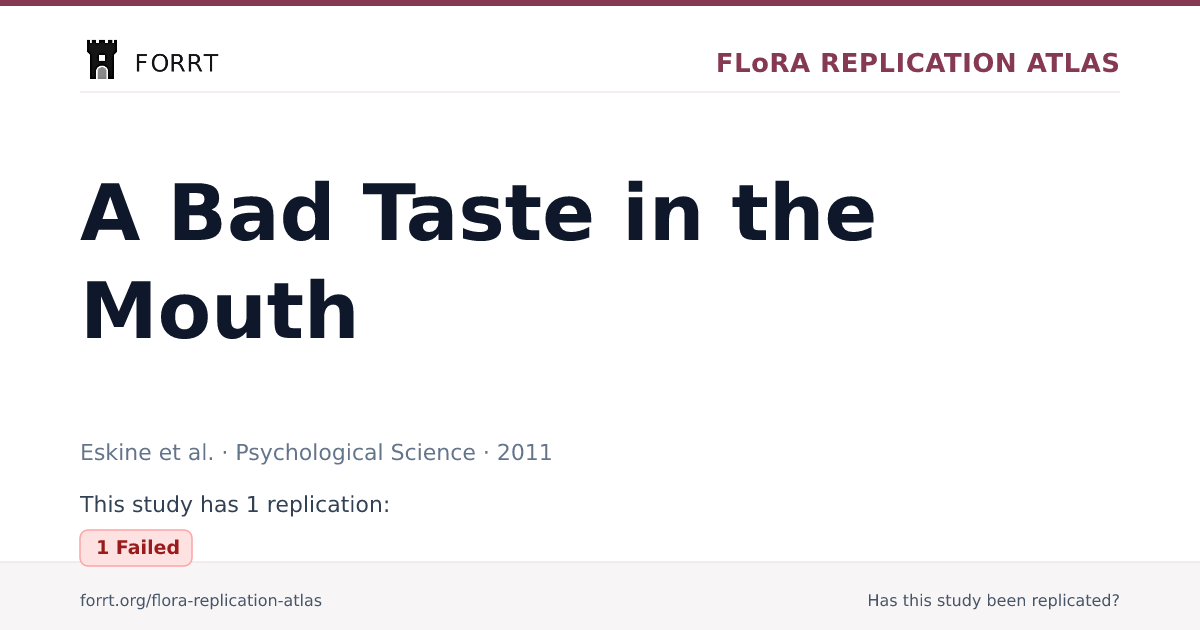 FORRT
FLoRA REPLICATION ATLAS
A Bad Taste in the
Mouth
Eskine et al. · Psychological Science · 2011
This study has 1 replication:
1 Failed
forrt.org/flora-replication-atlas
Has this study been replicated?